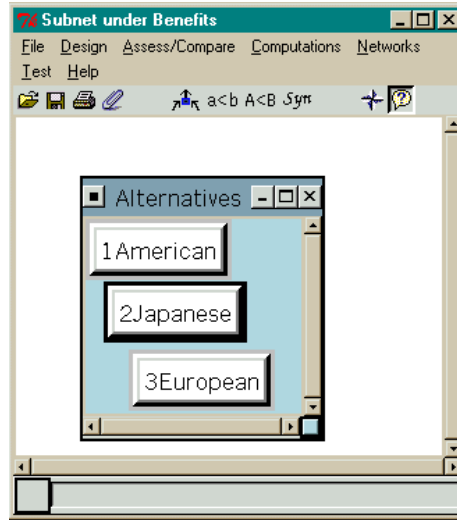 Subnet under Benefits
File Design Assess/Compare Computations Networks
Test Help
a<b A<B Syn
Alternatives
1American
2Japanese
3European